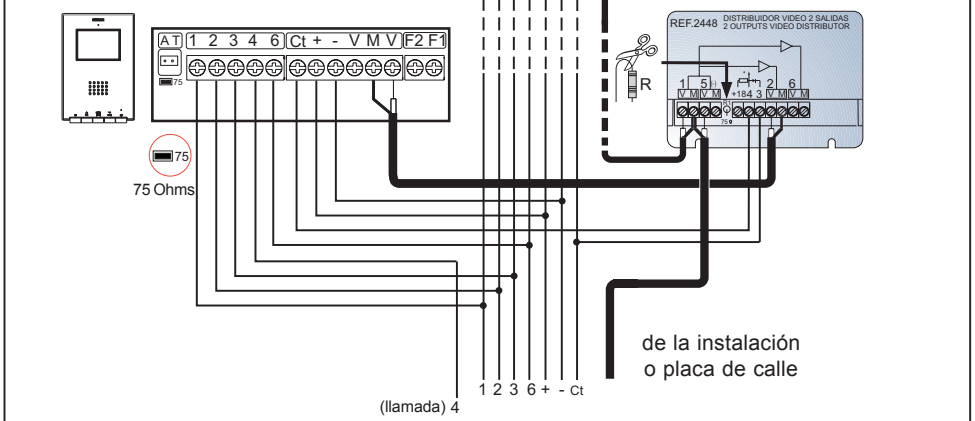 REF.2448
DISTRIBUIDOR VIDEO 2 SALIDAS
2 OUTPUTS VIDEO DISTRIBUTOR
A T 1 2 3 4 6 Ct + - V M V F2 F1
75
R
1 5 2 6
V M V M +18 4 3 V M V M
75
75
75 Ohms
de la instalación
o placa de calle
1 2 3 6 + - Ct
(llamada) 4